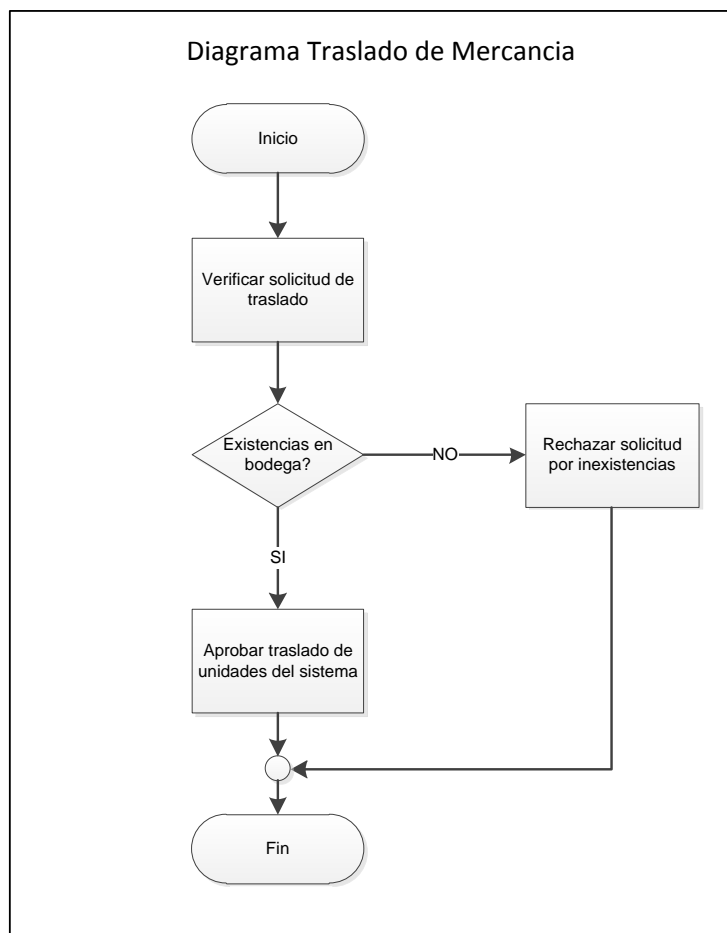 Diagrama Traslado de Mercancia
Inicio
Verificar solicitud de
traslado
Existencias en
bodega?
NO
Rechazar solicitud
por inexistencias
SI
Aprobar traslado de
unidades del sistema
Fin